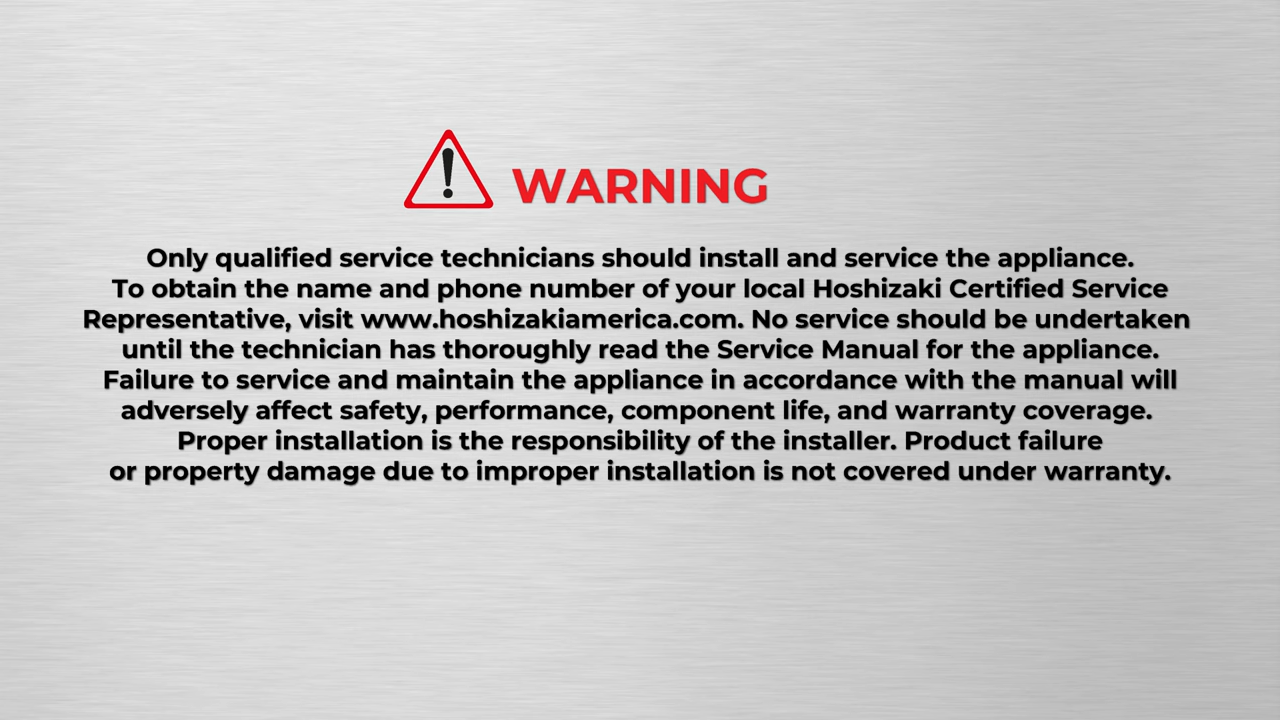 WARNING
Only qualified service technicians should install and service the appliance.
To obtain the name and phone number of your local Hoshizaki Certified Service
Representative, visit www.hoshizakiamerica.com. No service should be undertaken
until the technician has thoroughly read the Service Manual for the appliance.
Failure to service and maintain the appliance in accordance with the manual will
adversely affect safety, performance, component life, and warranty coverage.
Proper installation is the responsibility of the installer. Product failure
or property damage due to improper installation is not covered under warranty.